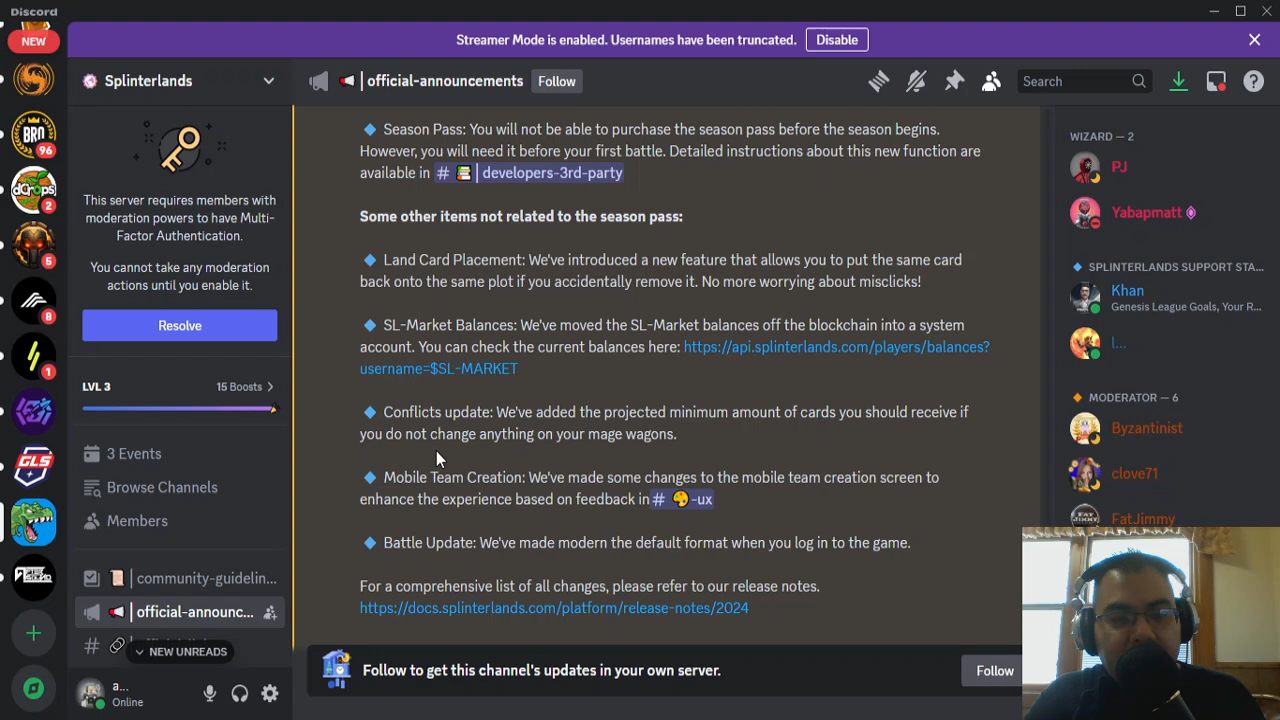 Discord
Streamer Mode is enabled. Usernames have been truncated.
Disable
NEW
96
2
5
8
1
Splinterlands
This server requires members with
moderation powers to have Multi-
Factor Authentication.
You cannot take any moderation
actions until you enable it.
Resolve
LVL 3
15 Boosts
3 Events
Browse Channels
Members
community-guidelin...
official-announc...
NEW UNREADS
a...
Online
official-announcements
Follow
Search
Season Pass: You will not be able to purchase the season pass before the season begins.
However, you will need it before your first battle. Detailed instructions about this new function are
available in # | developers-3rd-party
Some other items not related to the season pass:
Land Card Placement: We've introduced a new feature that allows you to put the same card
back onto the same plot if you accidentally remove it. No more worrying about misclicks!
SL-Market Balances: We've moved the SL-Market balances off the blockchain into a system
account. You can check the current balances here: https://api.splinterlands.com/players/balances?
username=$SL-MARKET
Conflicts update: We've added the projected minimum amount of cards you should receive if
you do not change anything on your mage wagons.
Mobile Team Creation: We've made some changes to the mobile team creation screen to
enhance the experience based on feedback in # -ux
Battle Update: We've made modern the default format when you log in to the game.
For a comprehensive list of all changes, please refer to our release notes.
https://docs.splinterlands.com/platform/release-notes/2024
Follow to get this channel's updates in your own server.
Follow
WIZARD — 2
PJ
Yabapmatt
SPLINTERLANDS SUPPORT STA...
Khan
Genesis League Goals, Your R...
l...
MODERATOR — 6
Byzantinist
clove71
FatJimmy